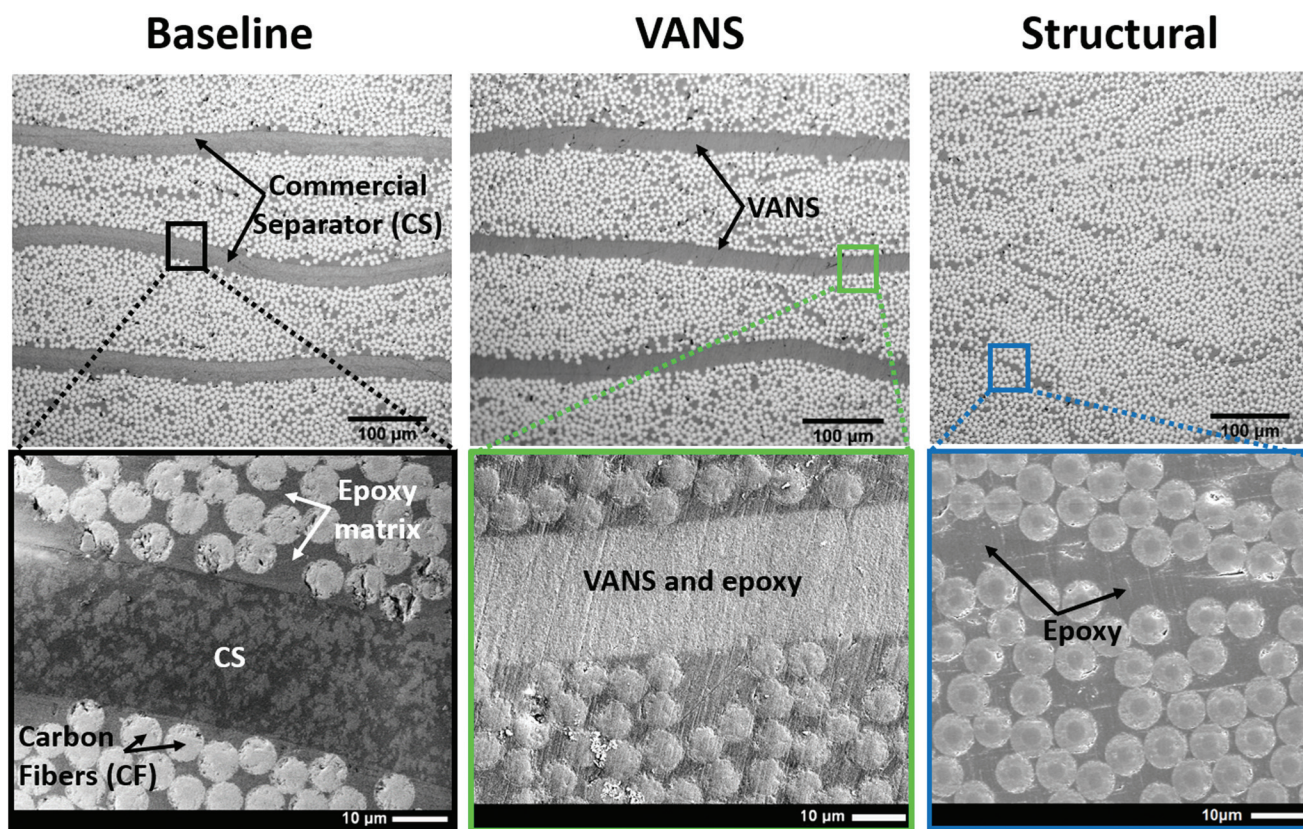 Baseline
VANS
Structural
Commercial
Separator (CS)
VANS
100 µm
100 µm
100 µm
Epoxy
matrix
CS
Carbon
Fibers (CF)
10 µm
VANS and epoxy
10 µm
Epoxy
10µm